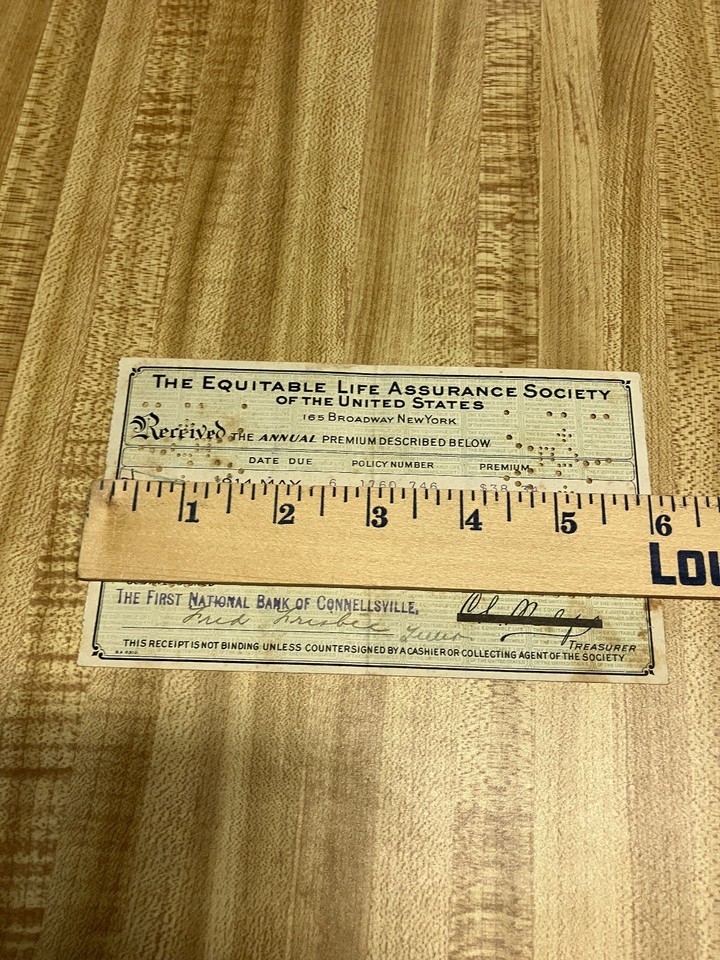 THE EQUITABLE LIFE ASSURANCE SOCIETY
OF THE UNITED STATES
165 BROADWAY NEW YORK
Received THE ANNUAL PREMIUM DESCRIBED BELOW
DATE DUE POLICY NUMBER PREMIUM
MAY 6 1760 746
1 2 3 4 5 6
LOU
THE FIRST NATIONAL BANK OF CONNELLSVILLE,
Fred Frisbee
TREASURER
THIS RECEIPT IS NOT BINDING UNLESS COUNTERSIGNED BY A CASHIER OR COLLECTING AGENT OF THE SOCIETY